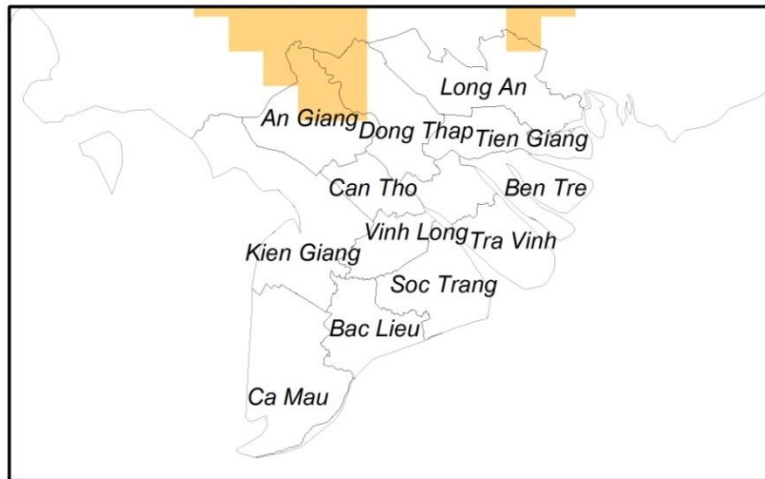 Long An
An Giang
Dong Thap
Tien Giang
Can Tho
Ben Tre
Vinh Long
Tra Vinh
Kien Giang
Soc Trang
Bac Lieu
Ca Mau